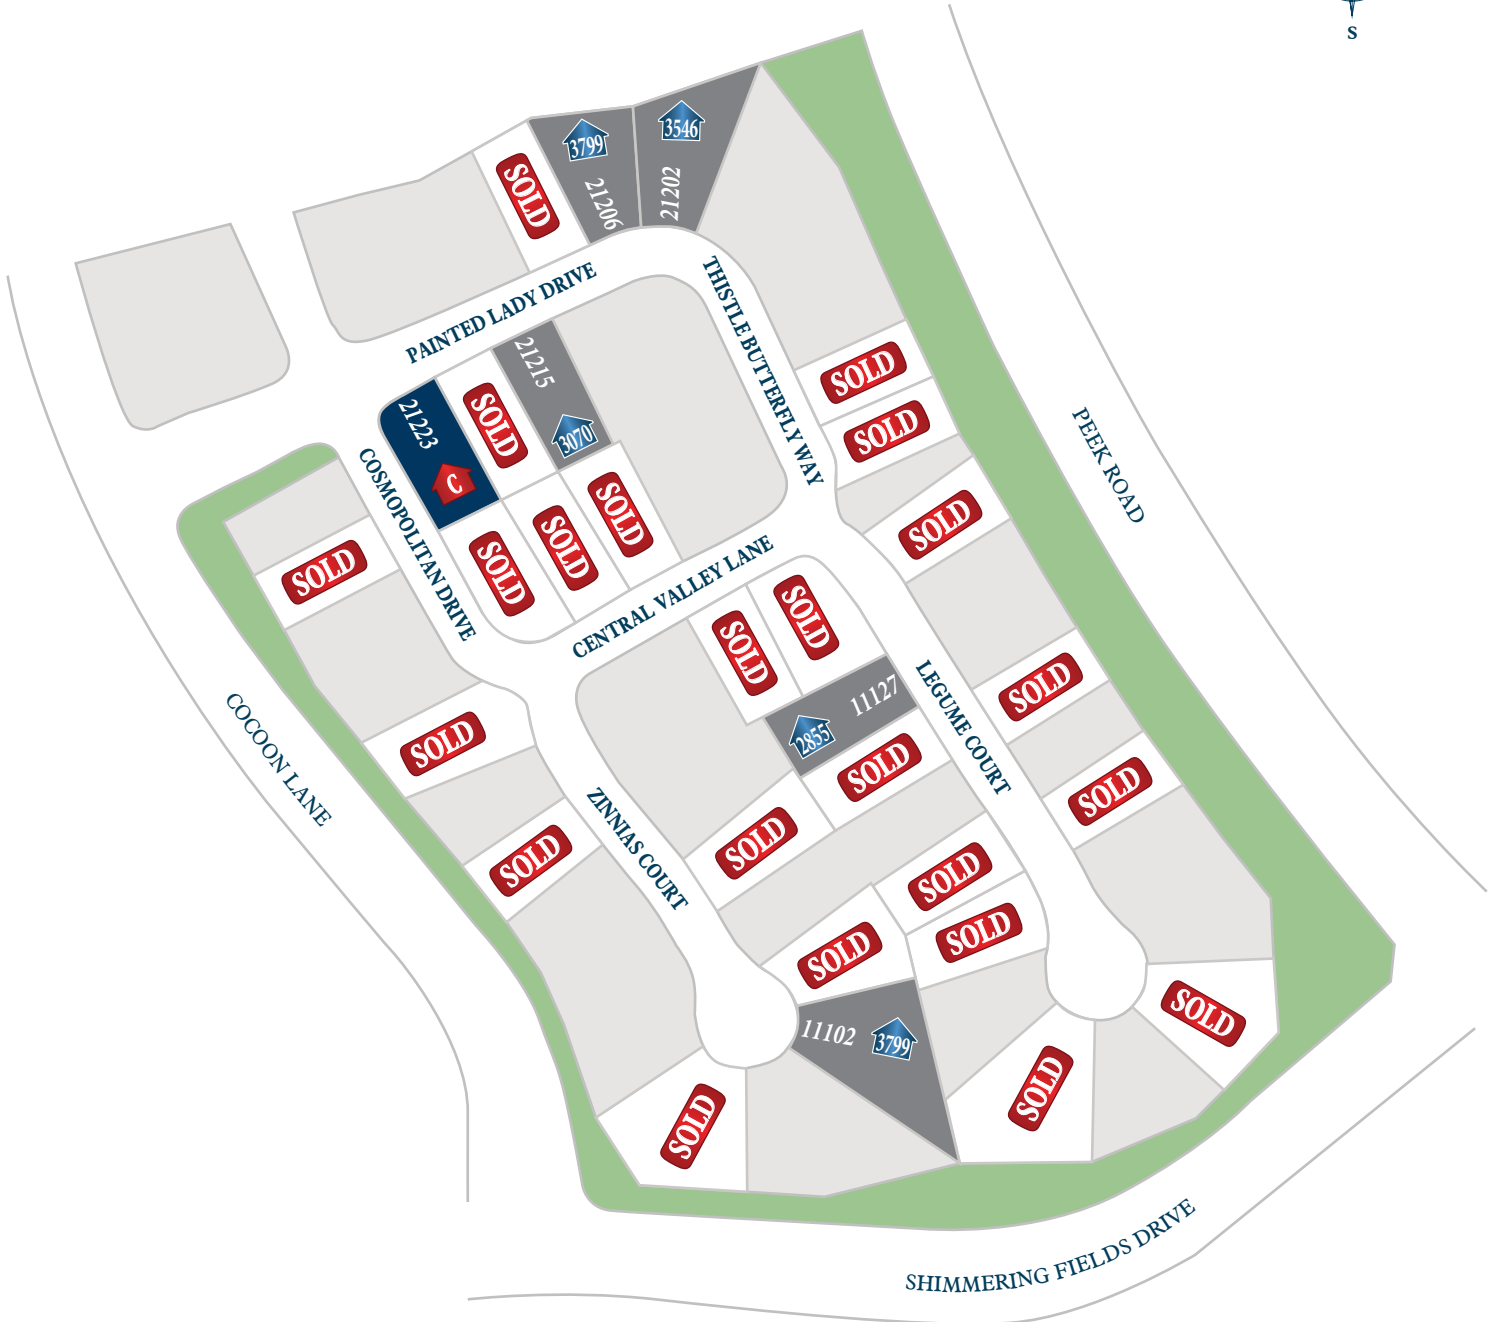 S
3546
3799
SOLD
21202
21206
PAINTED LADY DRIVE
THISTLE BUTTERFLY WAY
21215
SOLD
21223
SOLD
3070
SOLD
C
PEEK ROAD
COSMOPOLITAN DRIVE
SOLD
SOLD
SOLD
SOLD
SOLD
SOLD
CENTRAL VALLEY LANE
SOLD
SOLD
LEGUME COURT
SOLD
11127
COCOON LANE
2855
SOLD
SOLD
SOLD
ZINNIAS COURT
SOLD
SOLD
SOLD
SOLD
SOLD
SOLD
11102
3799
SOLD
SOLD
SOLD
SHIMMERING FIELDS DRIVE